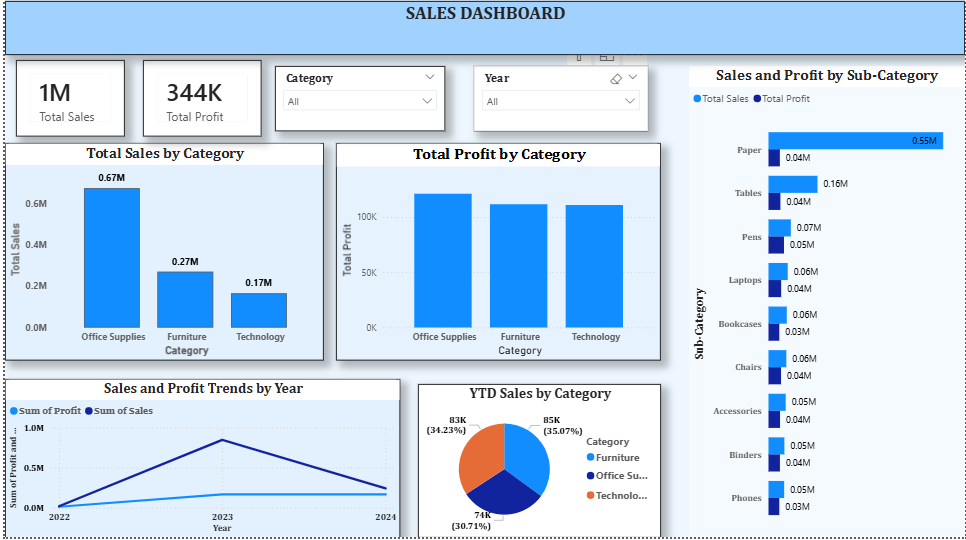 SALES DASHBOARD
1M
Total Sales
344K
Total Profit
Category
All
Year
All
Total Sales by Category
Total Sales
0.6M
0.4M
0.2M
0.0M
0.67M
0.27M
0.17M
Office Supplies
Furniture
Technology
Category
Total Profit by Category
Total Profit
100K
50K
0K
Office Supplies
Furniture
Technology
Category
Sales and Profit by Sub-Category
Total Sales
Total Profit
Sub-Category
Paper
0.55M
0.04M
Tables
0.16M
0.04M
Pens
0.07M
0.05M
Laptops
0.06M
0.04M
Bookcases
0.06M
0.03M
Chairs
0.06M
0.04M
Accessories
0.05M
0.04M
Binders
0.05M
0.04M
Phones
0.05M
0.03M
Sales and Profit Trends by Year
Sum of Profit
Sum of Sales
Sum of Profit and ...
1.0M
0.5M
0.0M
2022
2023
2024
Year
YTD Sales by Category
83K
(34.23%)
85K
(35.07%)
74K
(30.71%)
Category
Furniture
Office Su...
Technolo...